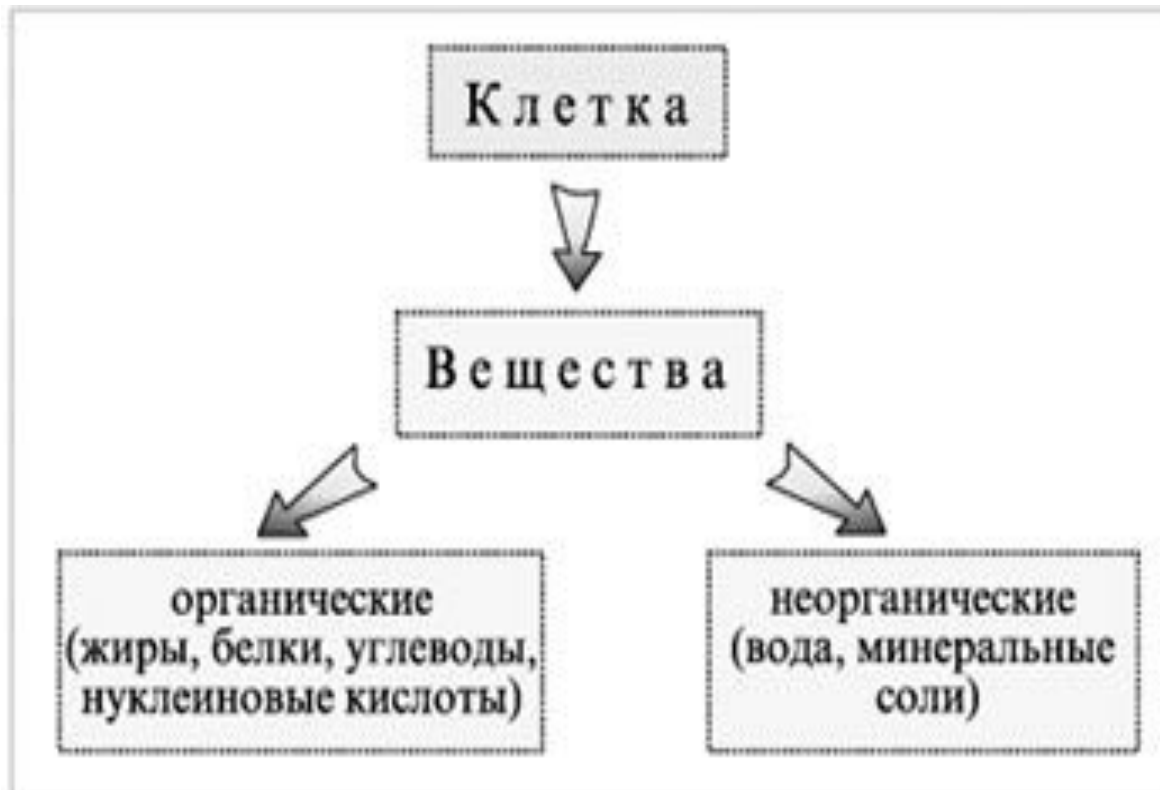 Клетка
Вещества
органические
(жиры, белки, углеводы,
нуклеиновые кислоты)
неорганические
(вода, минеральные
соли)